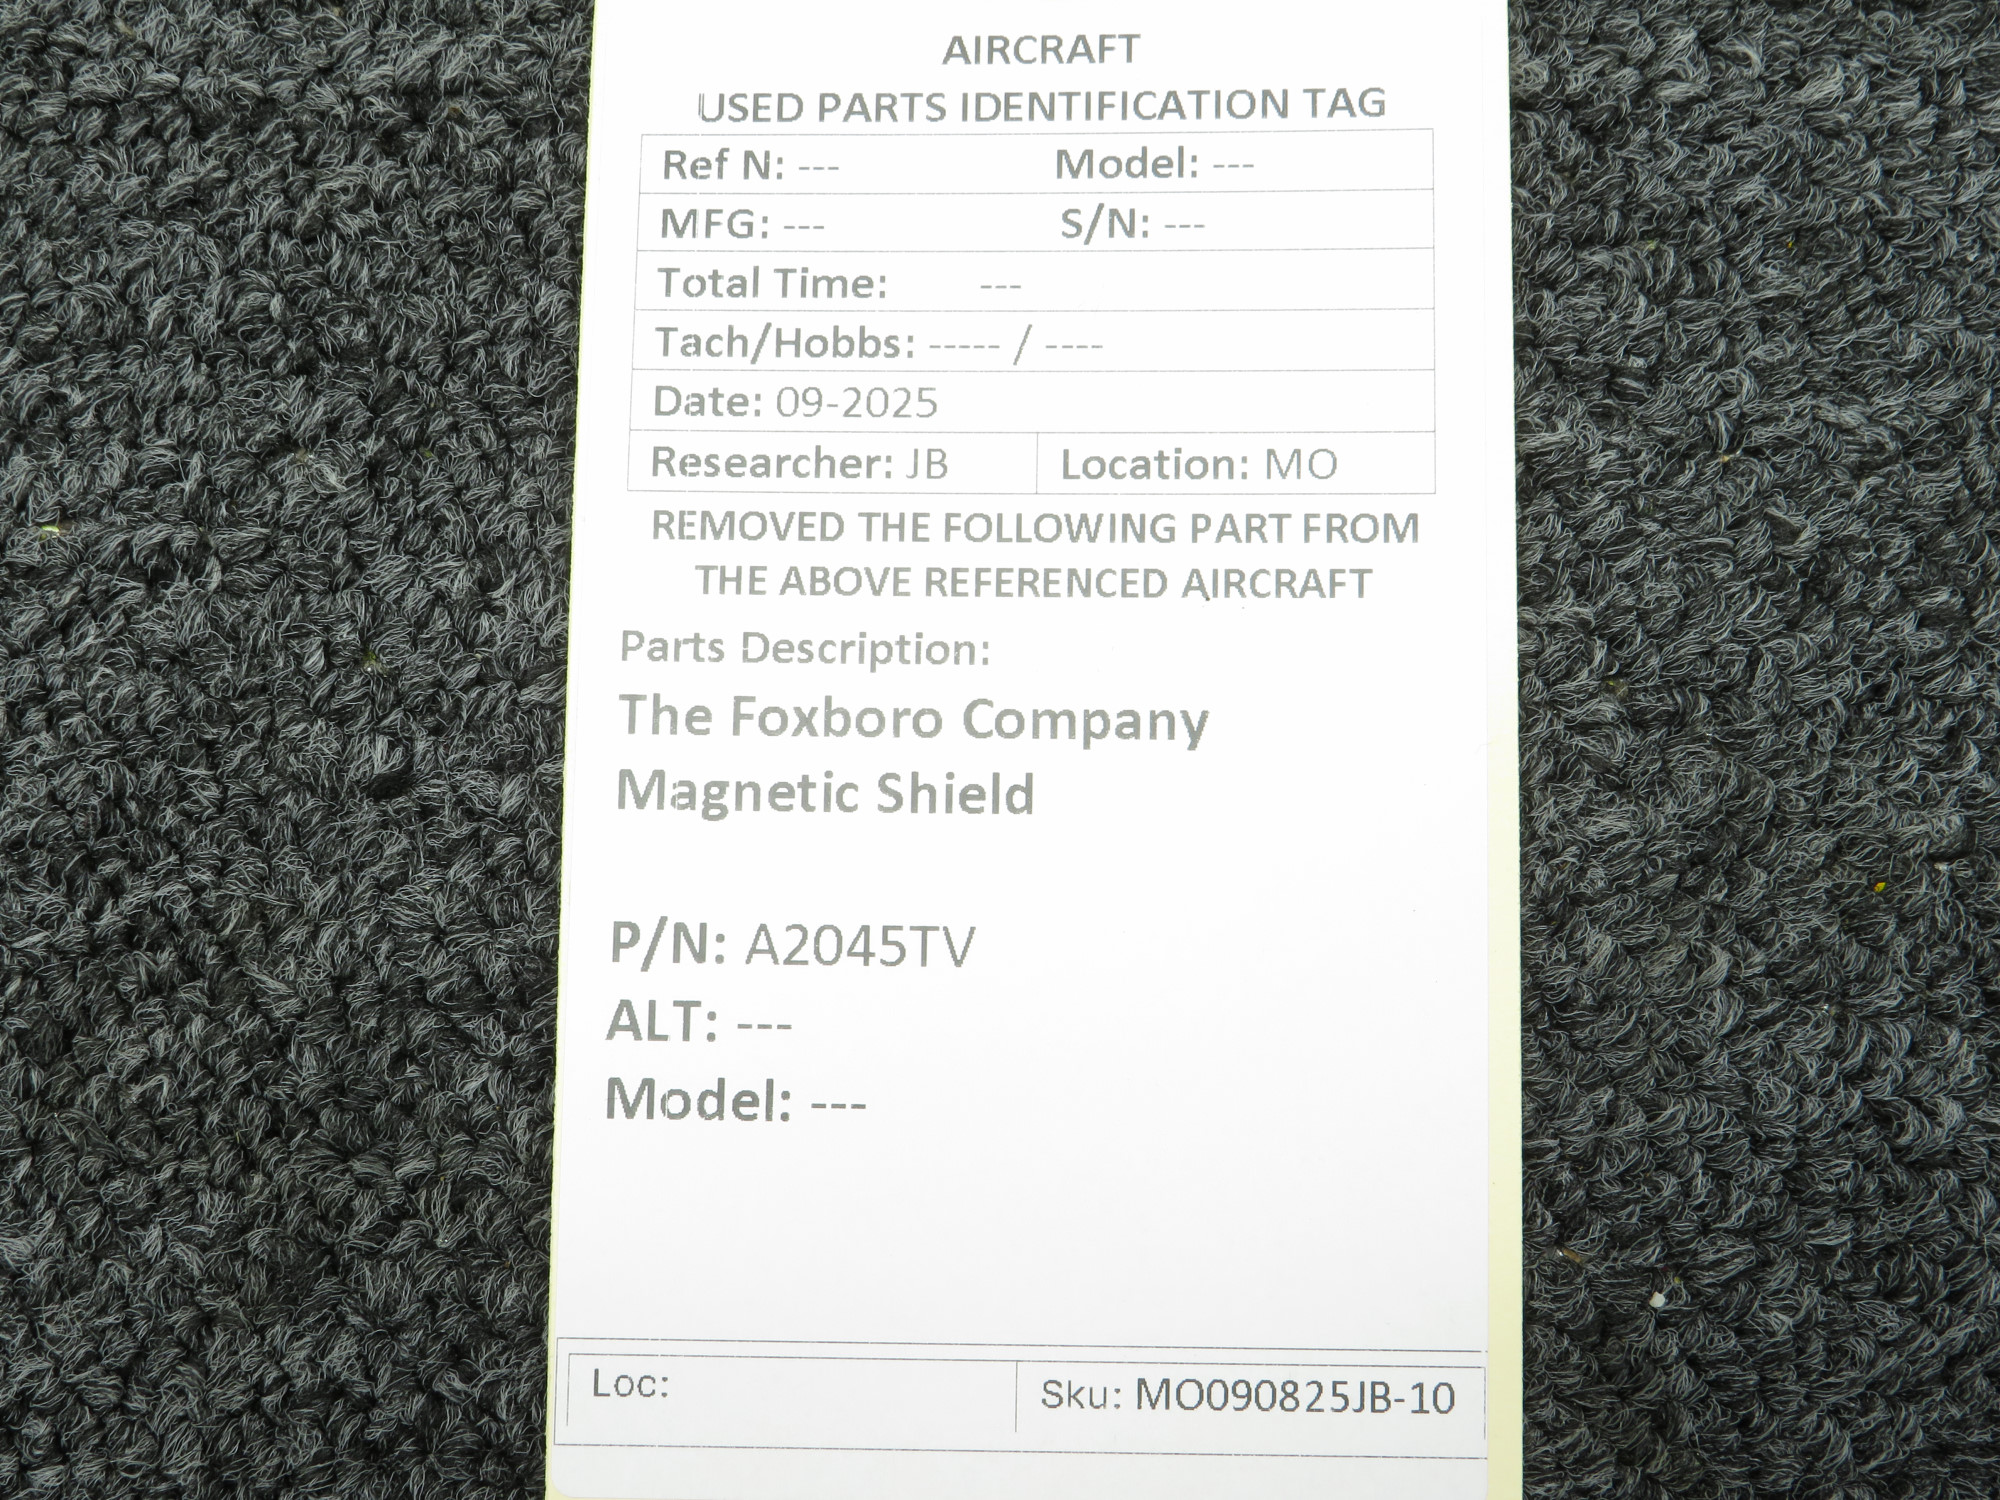 AIRCRAFT
USED PARTS IDENTIFICATION TAG
Ref N: --- Model: ---
MFG: --- S/N: ---
Total Time: ---
Tach/Hobbs: ----- / ----
Date: 09-2025
Researcher: JB Location: MO
REMOVED THE FOLLOWING PART FROM
THE ABOVE REFERENCED AIRCRAFT
Parts Description:
The Foxboro Company
Magnetic Shield
P/N: A2045TV
ALT: ---
Model: ---
Loc: Sku: MO090825JB-10